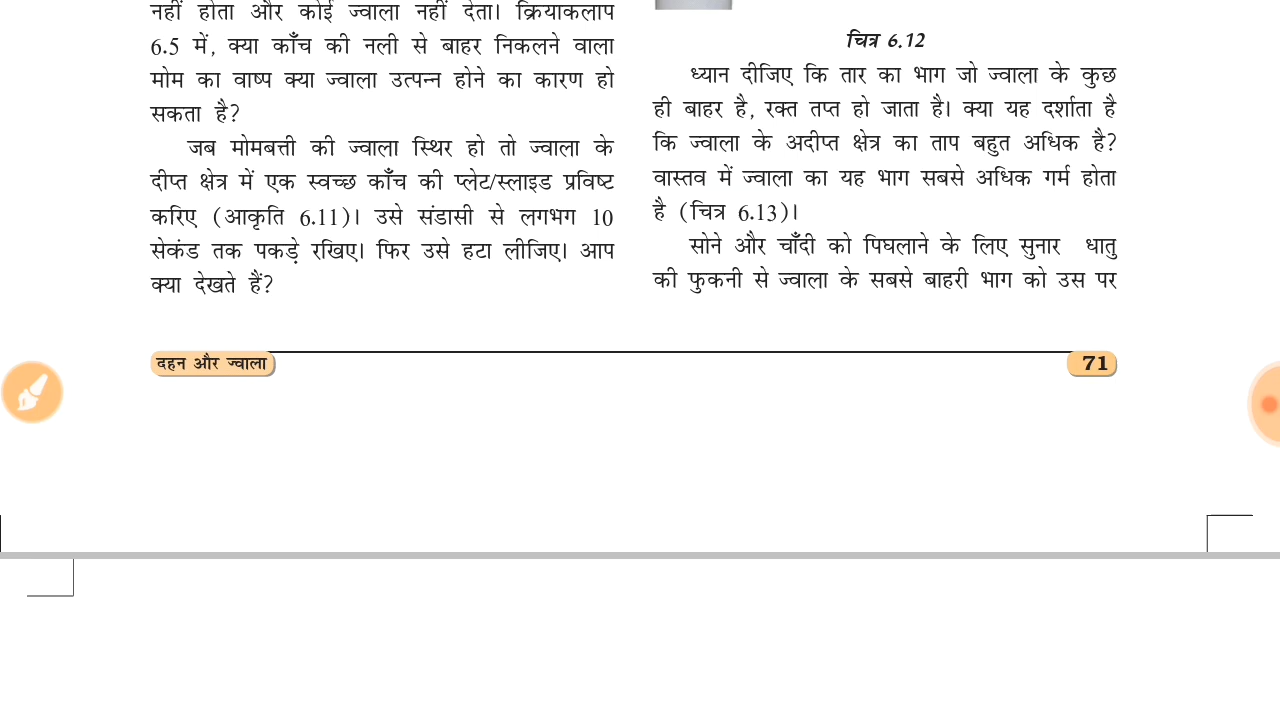 नहीं होता और कोई ज्वाला नहीं देता। क्रियाकलाप
6.5 में, क्या काँच की नली से बाहर निकलने वाला
मोम का वाष्प क्या ज्वाला उत्पन्न होने का कारण हो
सकता है?
जब मोमबत्ती की ज्वाला स्थिर हो तो ज्वाला के
दीप्त क्षेत्र में एक स्वच्छ काँच की प्लेट/स्लाइड प्रविष्ट
करिए (आकृति 6.11)। उसे संडासी से लगभग 10
सेकंड तक पकड़े रखिए। फिर उसे हटा लीजिए। आप
क्या देखते हैं?
चित्र 6.12
ध्यान दीजिए कि तार का भाग जो ज्वाला के कुछ
ही बाहर है, रक्त तप्त हो जाता है। क्या यह दर्शाता है
कि ज्वाला के अदीप्त क्षेत्र का ताप बहुत अधिक है?
वास्तव में ज्वाला का यह भाग सबसे अधिक गर्म होता
है (चित्र 6.13)।
सोने और चाँदी को पिघलाने के लिए सुनार धातु
की फुकनी से ज्वाला के सबसे बाहरी भाग को उस पर
दहन और ज्वाला
71